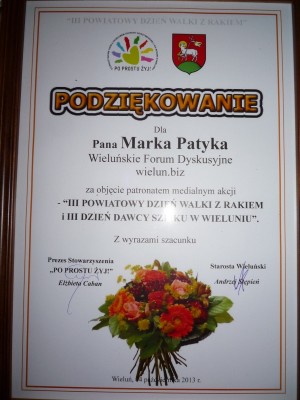 "III POWIATOWY DZIEŃ WALKI Z RAKIEM"
"PO PROSTU ŻYJ!"
PODZIĘKOWANIE
Dla
Pana Marka Patyka
Wieluńskie Forum Dyskusyjne
wielun.biz
za objęcie patronatem medialnym akcji
- "III POWIATOWY DZIEŃ WALKI Z RAKIEM
i III DZIEŃ DAWCY SZPIKU W WIELUNIU".
Z wyrazami szacunku
Prezes Stowarzyszenia
„PO PROSTU ŻYJ!"
Elżbieta Caban
Starosta Wieluński
Andrzej Stępień
Wieluń, października 2013 r.